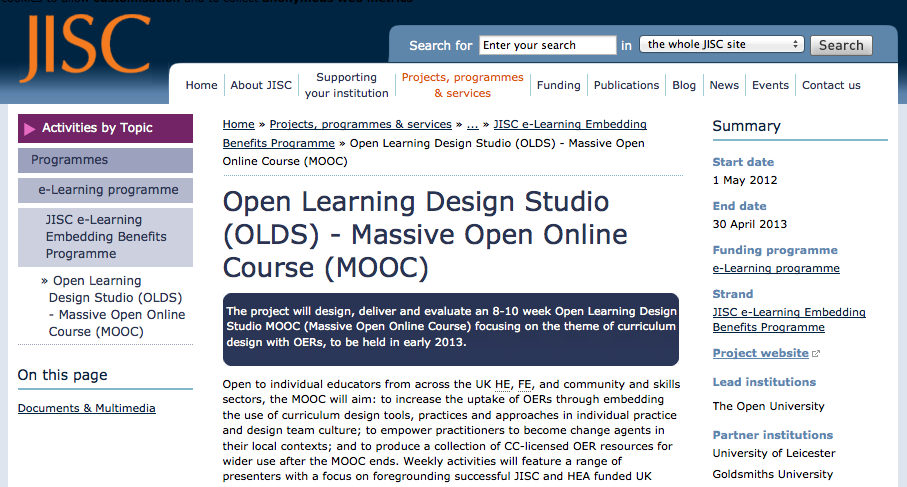 cookies to allow customisation and to collect anonymous web metrics
JISC
Search for Enter your search in the whole JISC site Search
Home About JISC Supporting your institution Projects, programmes & services Funding Publications Blog News Events Contact us
Activities by Topic
Programmes
e-Learning programme
JISC e-Learning
Embedding Benefits
Programme
» Open Learning
Design Studio (OLDS)
- Massive Open Online
Course (MOOC)
On this page
Documents & Multimedia
Home » Projects, programmes & services » ... » JISC e-Learning Embedding
Benefits Programme » Open Learning Design Studio (OLDS) - Massive Open
Online Course (MOOC)
Open Learning Design Studio
(OLDS) - Massive Open Online
Course (MOOC)
The project will design, deliver and evaluate an 8-10 week Open Learning Design
Studio MOOC (Massive Open Online Course) focusing on the theme of curriculum
design with OERs, to be held in early 2013.
Open to individual educators from across the UK HE, FE, and community and skills
sectors, the MOOC will aim: to increase the uptake of OERs through embedding
the use of curriculum design tools, practices and approaches in individual practice
and design team culture; to empower practitioners to become change agents in
their local contexts; and to produce a collection of CC-licensed OER resources for
wider use after the MOOC ends. Weekly activities will feature a range of
presenters with a focus on foregrounding successful JISC and HEA funded UK
Summary
Start date
1 May 2012
End date
30 April 2013
Funding programme
e-Learning programme
Strand
JISC e-Learning Embedding
Benefits Programme
Project website
Lead institutions
The Open University
Partner institutions
University of Leicester
Goldsmiths University